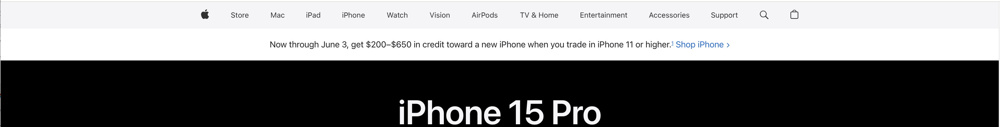 Store Mac iPad iPhone Watch Vision AirPods TV & Home Entertainment Accessories Support
Now through June 3, get $200–$650 in credit toward a new iPhone when you trade in iPhone 11 or higher.¹ Shop iPhone >
iPhone 15 Pro